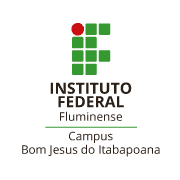 INSTITUTO
FEDERAL
Fluminense
Campus
Bom Jesus do Itabapoana